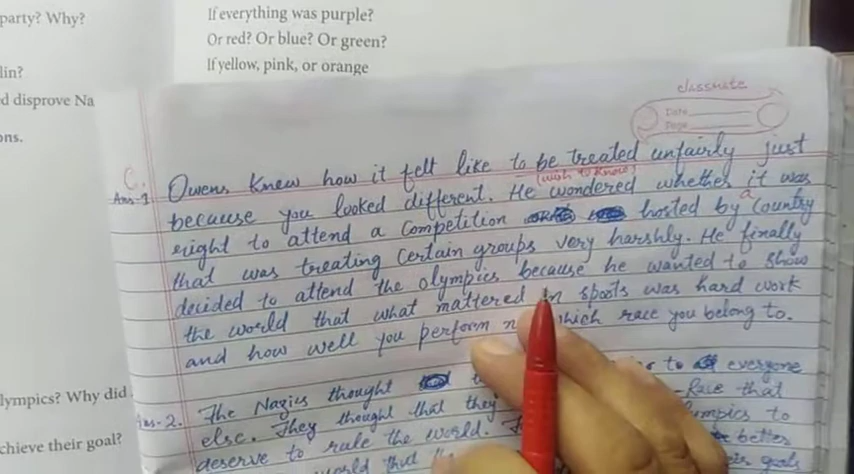 party? Why?
lin?
d disprove Na
ons.
lympics? Why did
chieve their goal?
If everything was purple?
Or red? Or blue? Or green?
If yellow, pink, or orange
classmate
Date
Page
C.
Ans-1 Owens knew how it felt like to be treated unfairly just
(wish to know)
because you looked different. He wondered whether it was
right to attend a competition hosted by a Country
that was treating certain groups very harshly. He finally
decided to attend the olympics because he wanted to show
the world that what mattered in sports was hard work
and how well you perform which race you belong to.
Ans-2. The Nazies thought to everyone
else. They thought that they Race that
deserve to rule the world. lympics to
world that better
goals